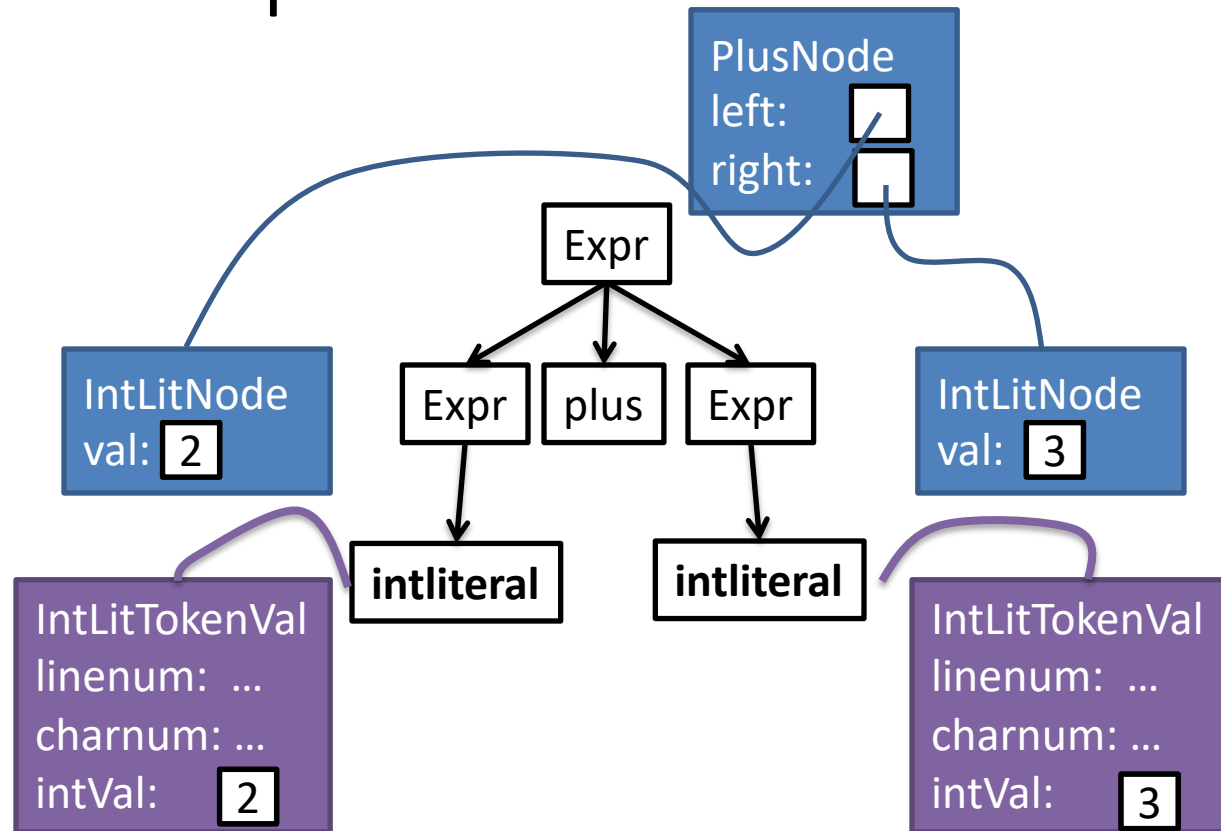 PlusNode
left:
right:
Expr
IntLitNode
val: 2
Expr
plus
Expr
IntLitNode
val: 3
intliteral
intliteral
IntLitTokenVal
linenum: ...
charnum: ...
intVal: 2
IntLitTokenVal
linenum: ...
charnum: ...
intVal: 3